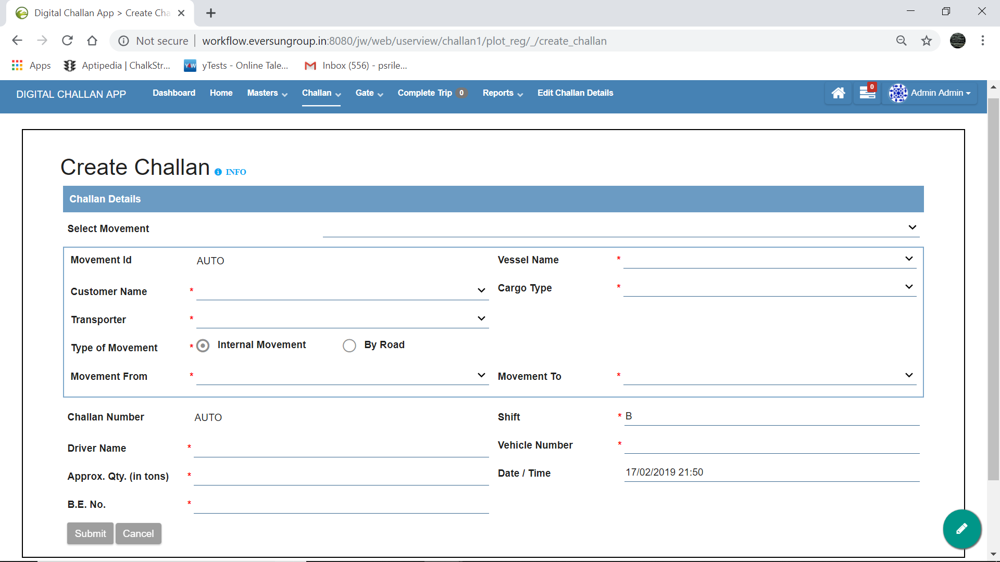 Digital Challan App > Create Cha
Not secure | workflow.eversungroup.in:8080/jw/web/userview/challan1/plot_reg/_/create_challan
Apps Aptipedia | ChalkStr... YAW yTests - Online Tale... Inbox (556) - psrile...
DIGITAL CHALLAN APP Dashboard Home Masters Challan Gate Complete Trip 0 Reports Edit Challan Details 0 Admin Admin
Create Challan INFO
Challan Details
Select Movement
Movement Id AUTO Vessel Name *
Customer Name * Cargo Type *
Transporter *
Type of Movement * Internal Movement By Road
Movement From * Movement To *
Challan Number AUTO Shift * B
Driver Name * Vehicle Number *
Approx. Qty. (in tons) * Date / Time 17/02/2019 21:50
B.E. No. *
Submit Cancel